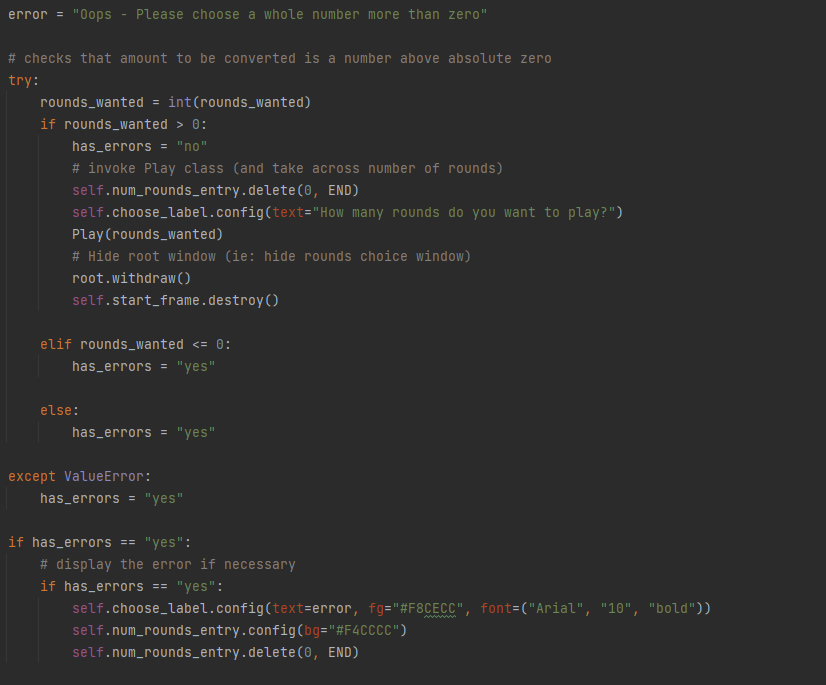 error = "Oops - Please choose a whole number more than zero"
# checks that amount to be converted is a number above absolute zero
try:
rounds_wanted = int(rounds_wanted)
if rounds_wanted > 0:
has_errors = "no"
# invoke Play class (and take across number of rounds)
self.num_rounds_entry.delete(0, END)
self.choose_label.config(text="How many rounds do you want to play?")
Play(rounds_wanted)
# Hide root window (ie: hide rounds choice window)
root.withdraw()
self.start_frame.destroy()
elif rounds_wanted <= 0:
has_errors = "yes"
else:
has_errors = "yes"
except ValueError:
has_errors = "yes"
if has_errors == "yes":
# display the error if necessary
if has_errors == "yes":
self.choose_label.config(text=error, fg="#F8CECC", font=("Arial", "10", "bold"))
self.num_rounds_entry.config(bg="#F4CCCC")
self.num_rounds_entry.delete(0, END)